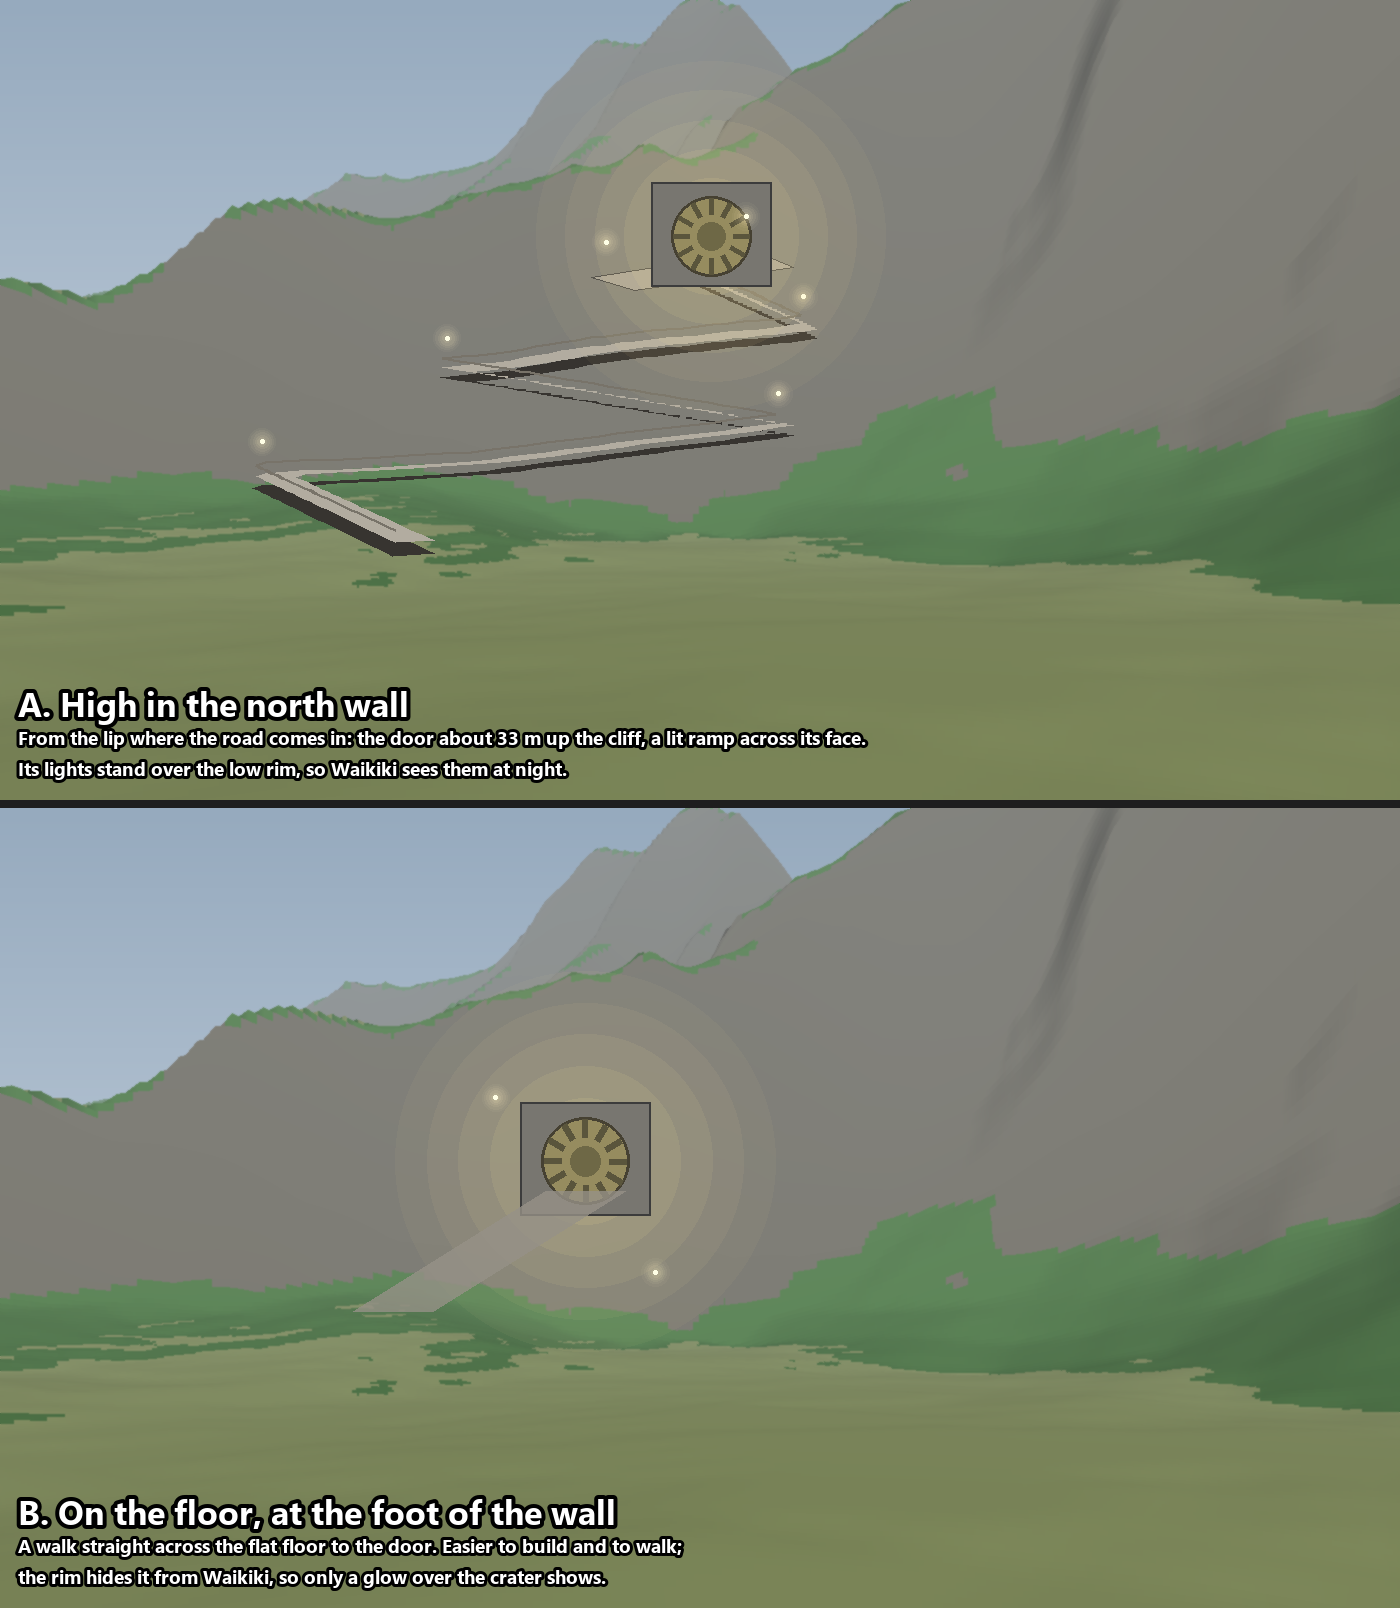 A. High in the north wall
From the lip where the road comes in: the door about 33 m up the cliff, a lit ramp across its face.
Its lights stand over the low rim, so Waikiki sees them at night.
B. On the floor, at the foot of the wall
A walk straight across the flat floor to the door. Easier to build and to walk;
the rim hides it from Waikiki, so only a glow over the crater shows.